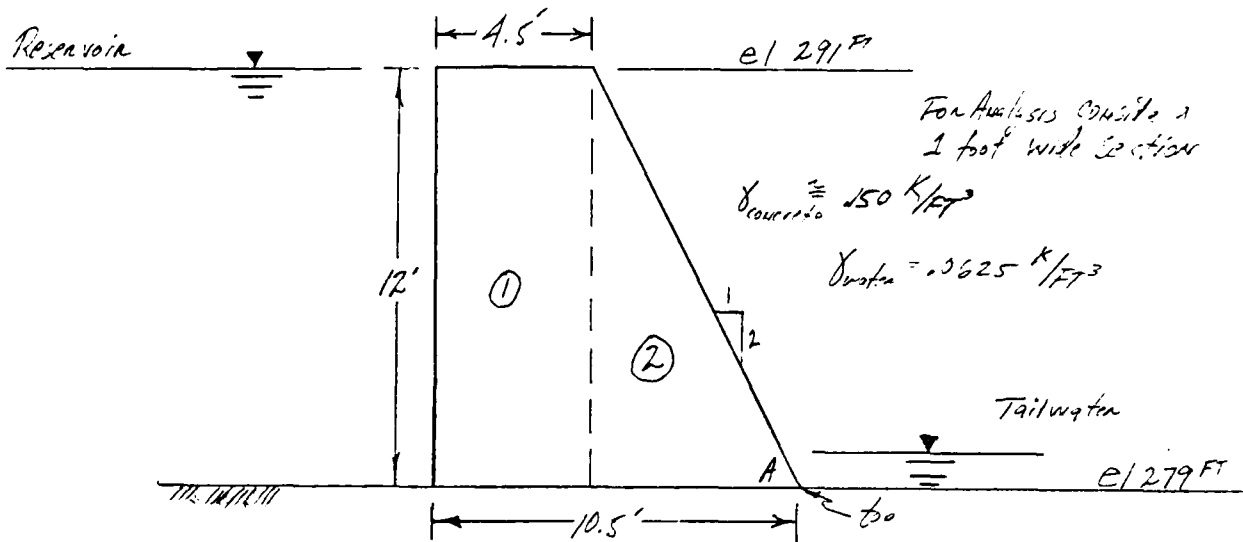 Reservoir
4.5'
el 291 FT
For Analysis Consider a
1 foot wide Section
γconcrete ≅ .150 K/FT³
γwater = .0625 K/FT³
12'
①
1
2
②
Tailwater
A
el 279 FT
toe
10.5'